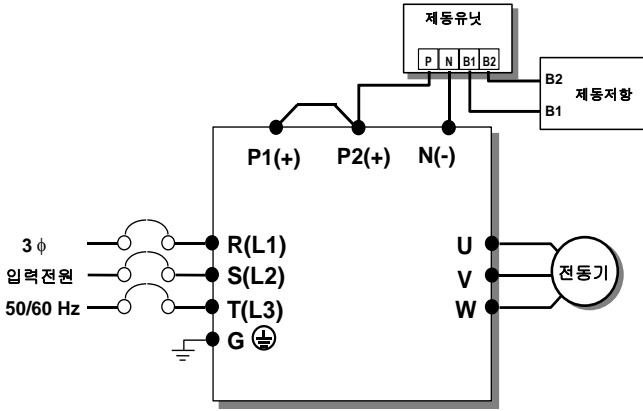 제동유닛
P N B1 B2
B2
제동저항
B1
P1(+) P2(+) N(-)
3 ϕ
입력전원
50/60 Hz
R(L1)
S(L2)
T(L3)
G
U
V
W
전동기